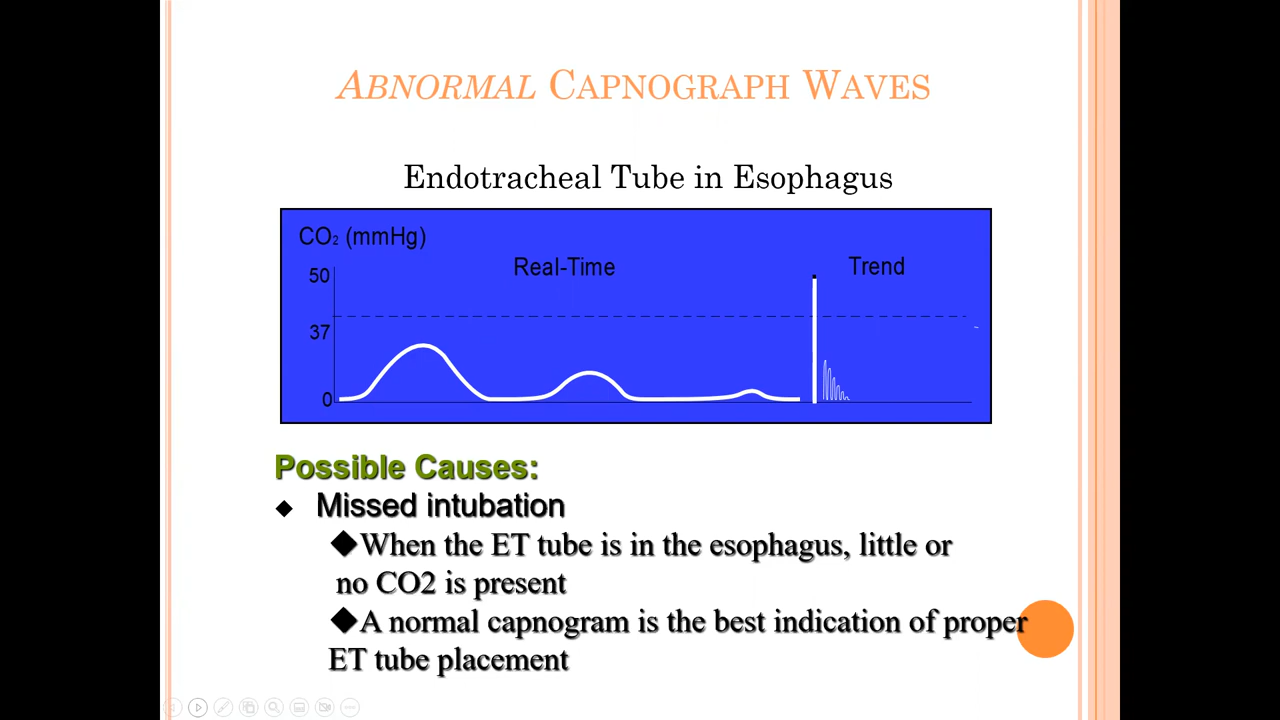 ABNORMAL CAPNOGRAPH WAVES
Endotracheal Tube in Esophagus
CO₂ (mmHg)
Real-Time
Trend
50
37
0
Possible Causes:
◆ Missed intubation
◆When the ET tube is in the esophagus, little or
no CO2 is present
◆A normal capnogram is the best indication of proper
ET tube placement